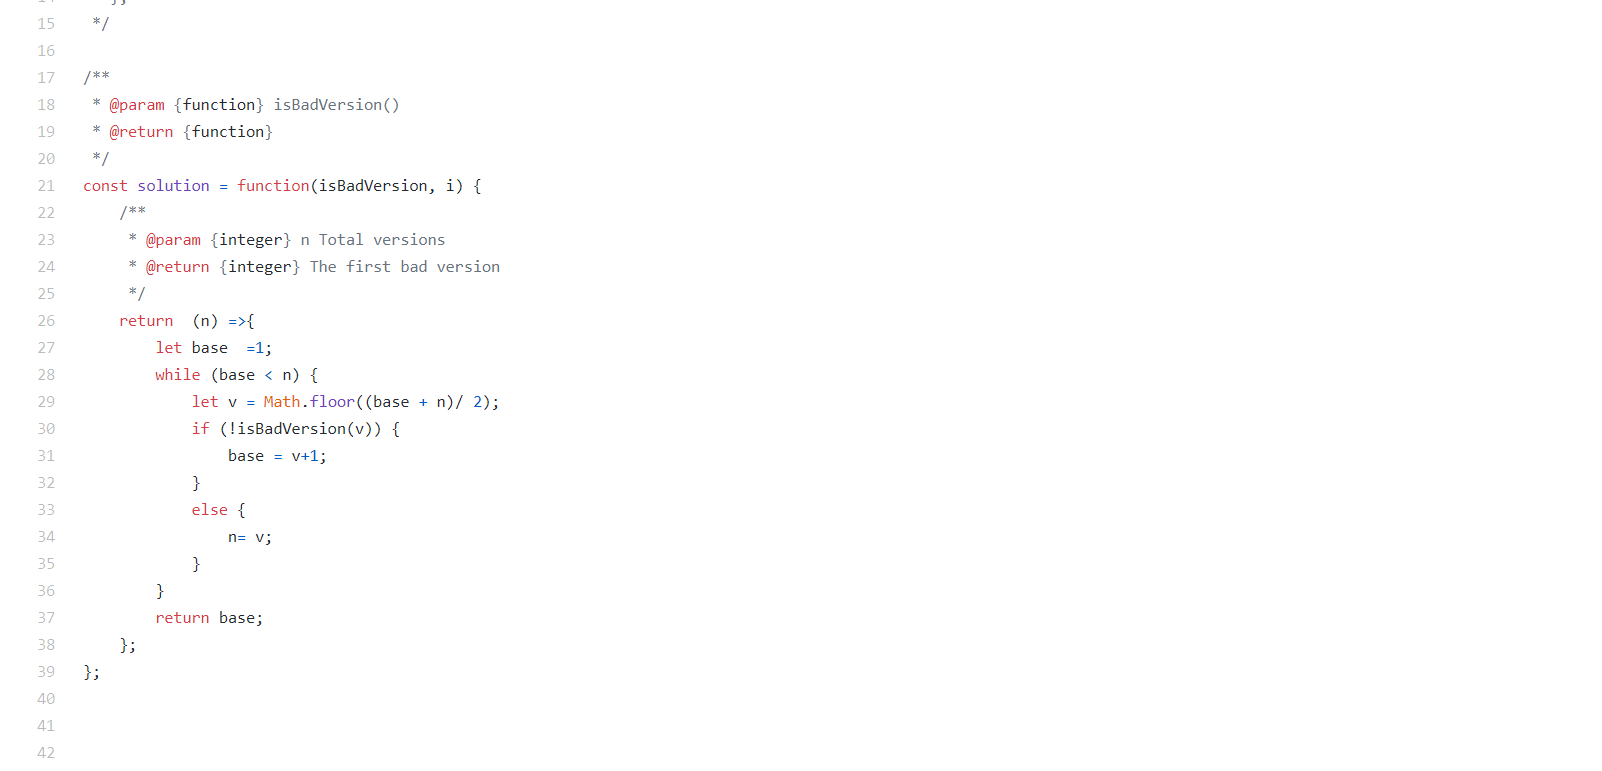 15 */
16
17 /**
18 * @param {function} isBadVersion()
19 * @return {function}
20 */
21 const solution = function(isBadVersion, i) {
22 /**
23 * @param {integer} n Total versions
24 * @return {integer} The first bad version
25 */
26 return  (n) =>{
27 let base  =1;
28 while (base < n) {
29 let v = Math.floor((base + n)/ 2);
30 if (!isBadVersion(v)) {
31 base = v+1;
32 }
33 else {
34 n= v;
35 }
36 }
37 return base;
38 };
39 };
40
41
42